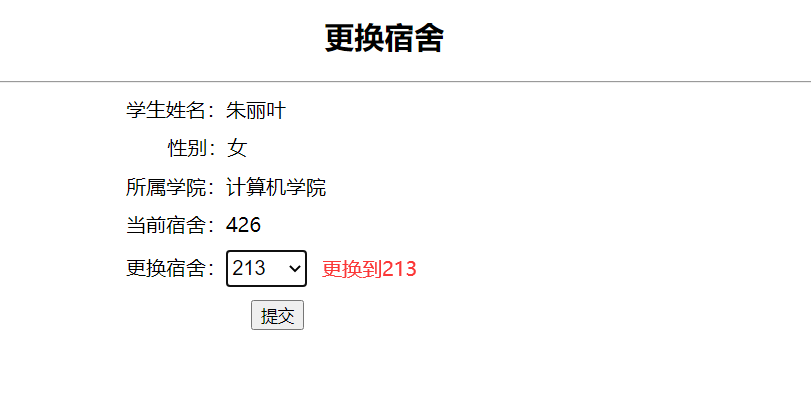 更换宿舍
学生姓名：朱丽叶
性别：女
所属学院：计算机学院
当前宿舍：426
更换宿舍：213 更换到213
提交